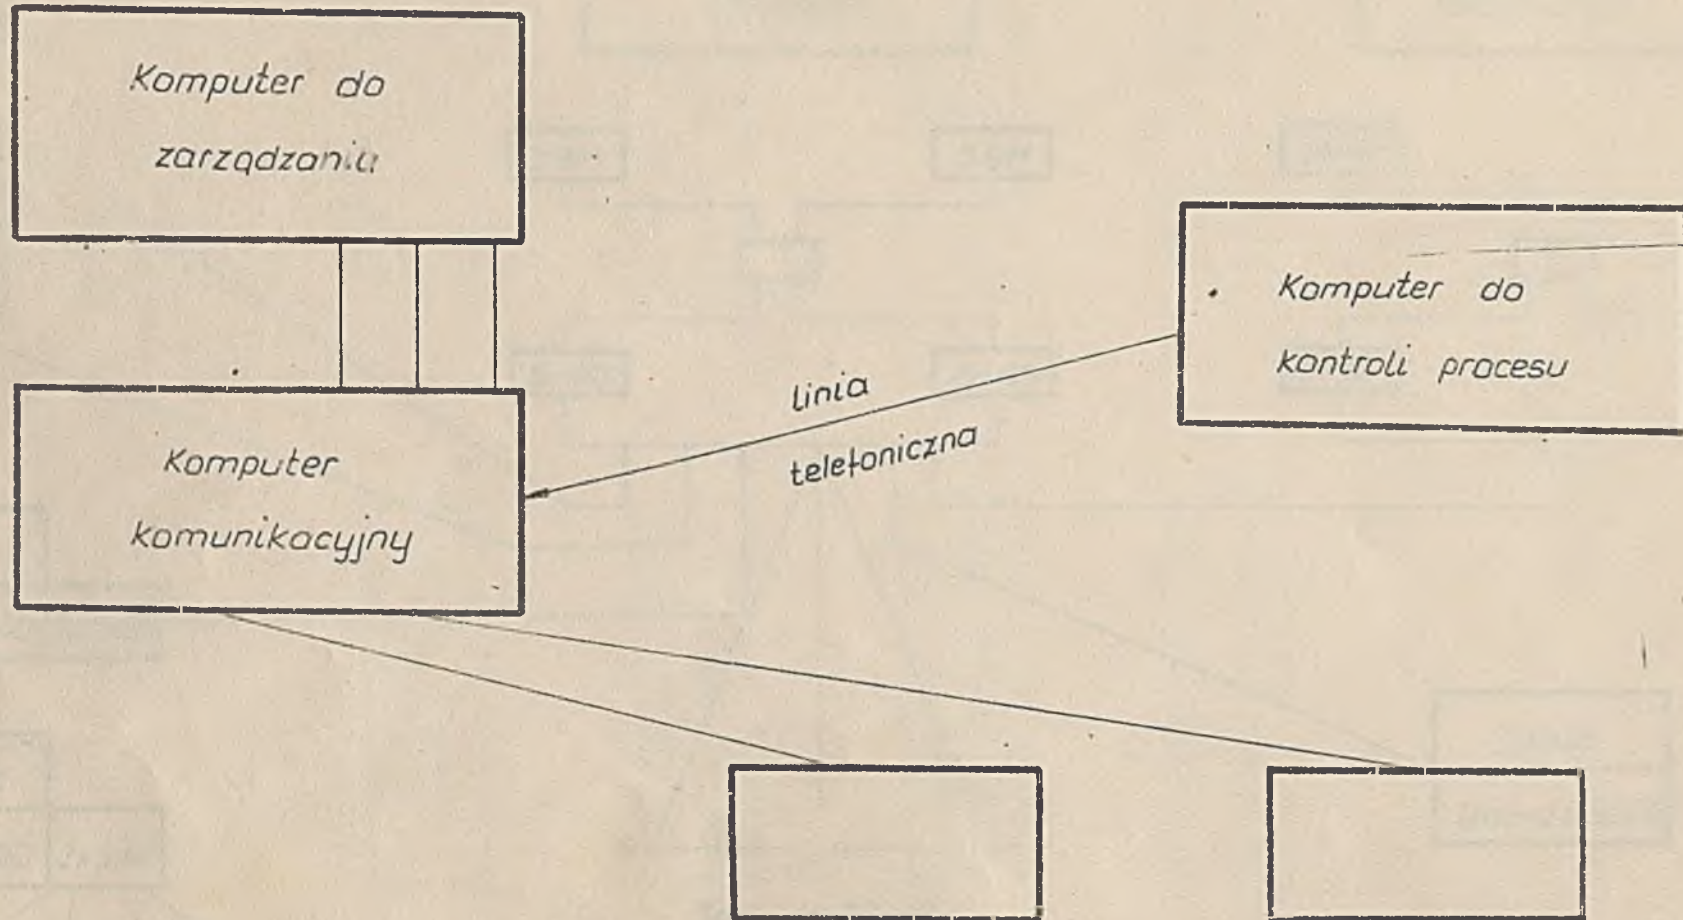 Komputer do
zarządzania
Komputer do
kontroli procesu
linia
telefoniczna
Komputer
komunikacyjny